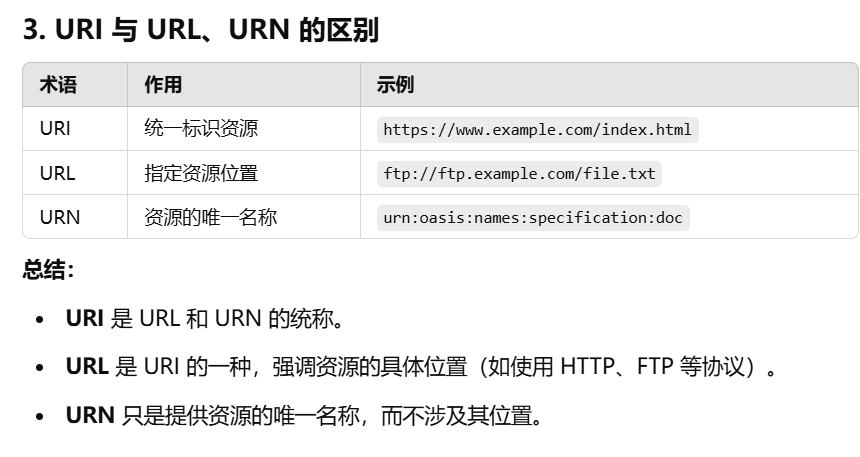 3. URI 与 URL、URN 的区别
术语 作用 示例
URI 统一标识资源 https://www.example.com/index.html
URL 指定资源位置 ftp://ftp.example.com/file.txt
URN 资源的唯一名称 urn:oasis:names:specification:doc
总结：
• URI 是 URL 和 URN 的统称。
• URL 是 URI 的一种，强调资源的具体位置（如使用 HTTP、FTP 等协议）。
• URN 只是提供资源的唯一名称，而不涉及其位置。